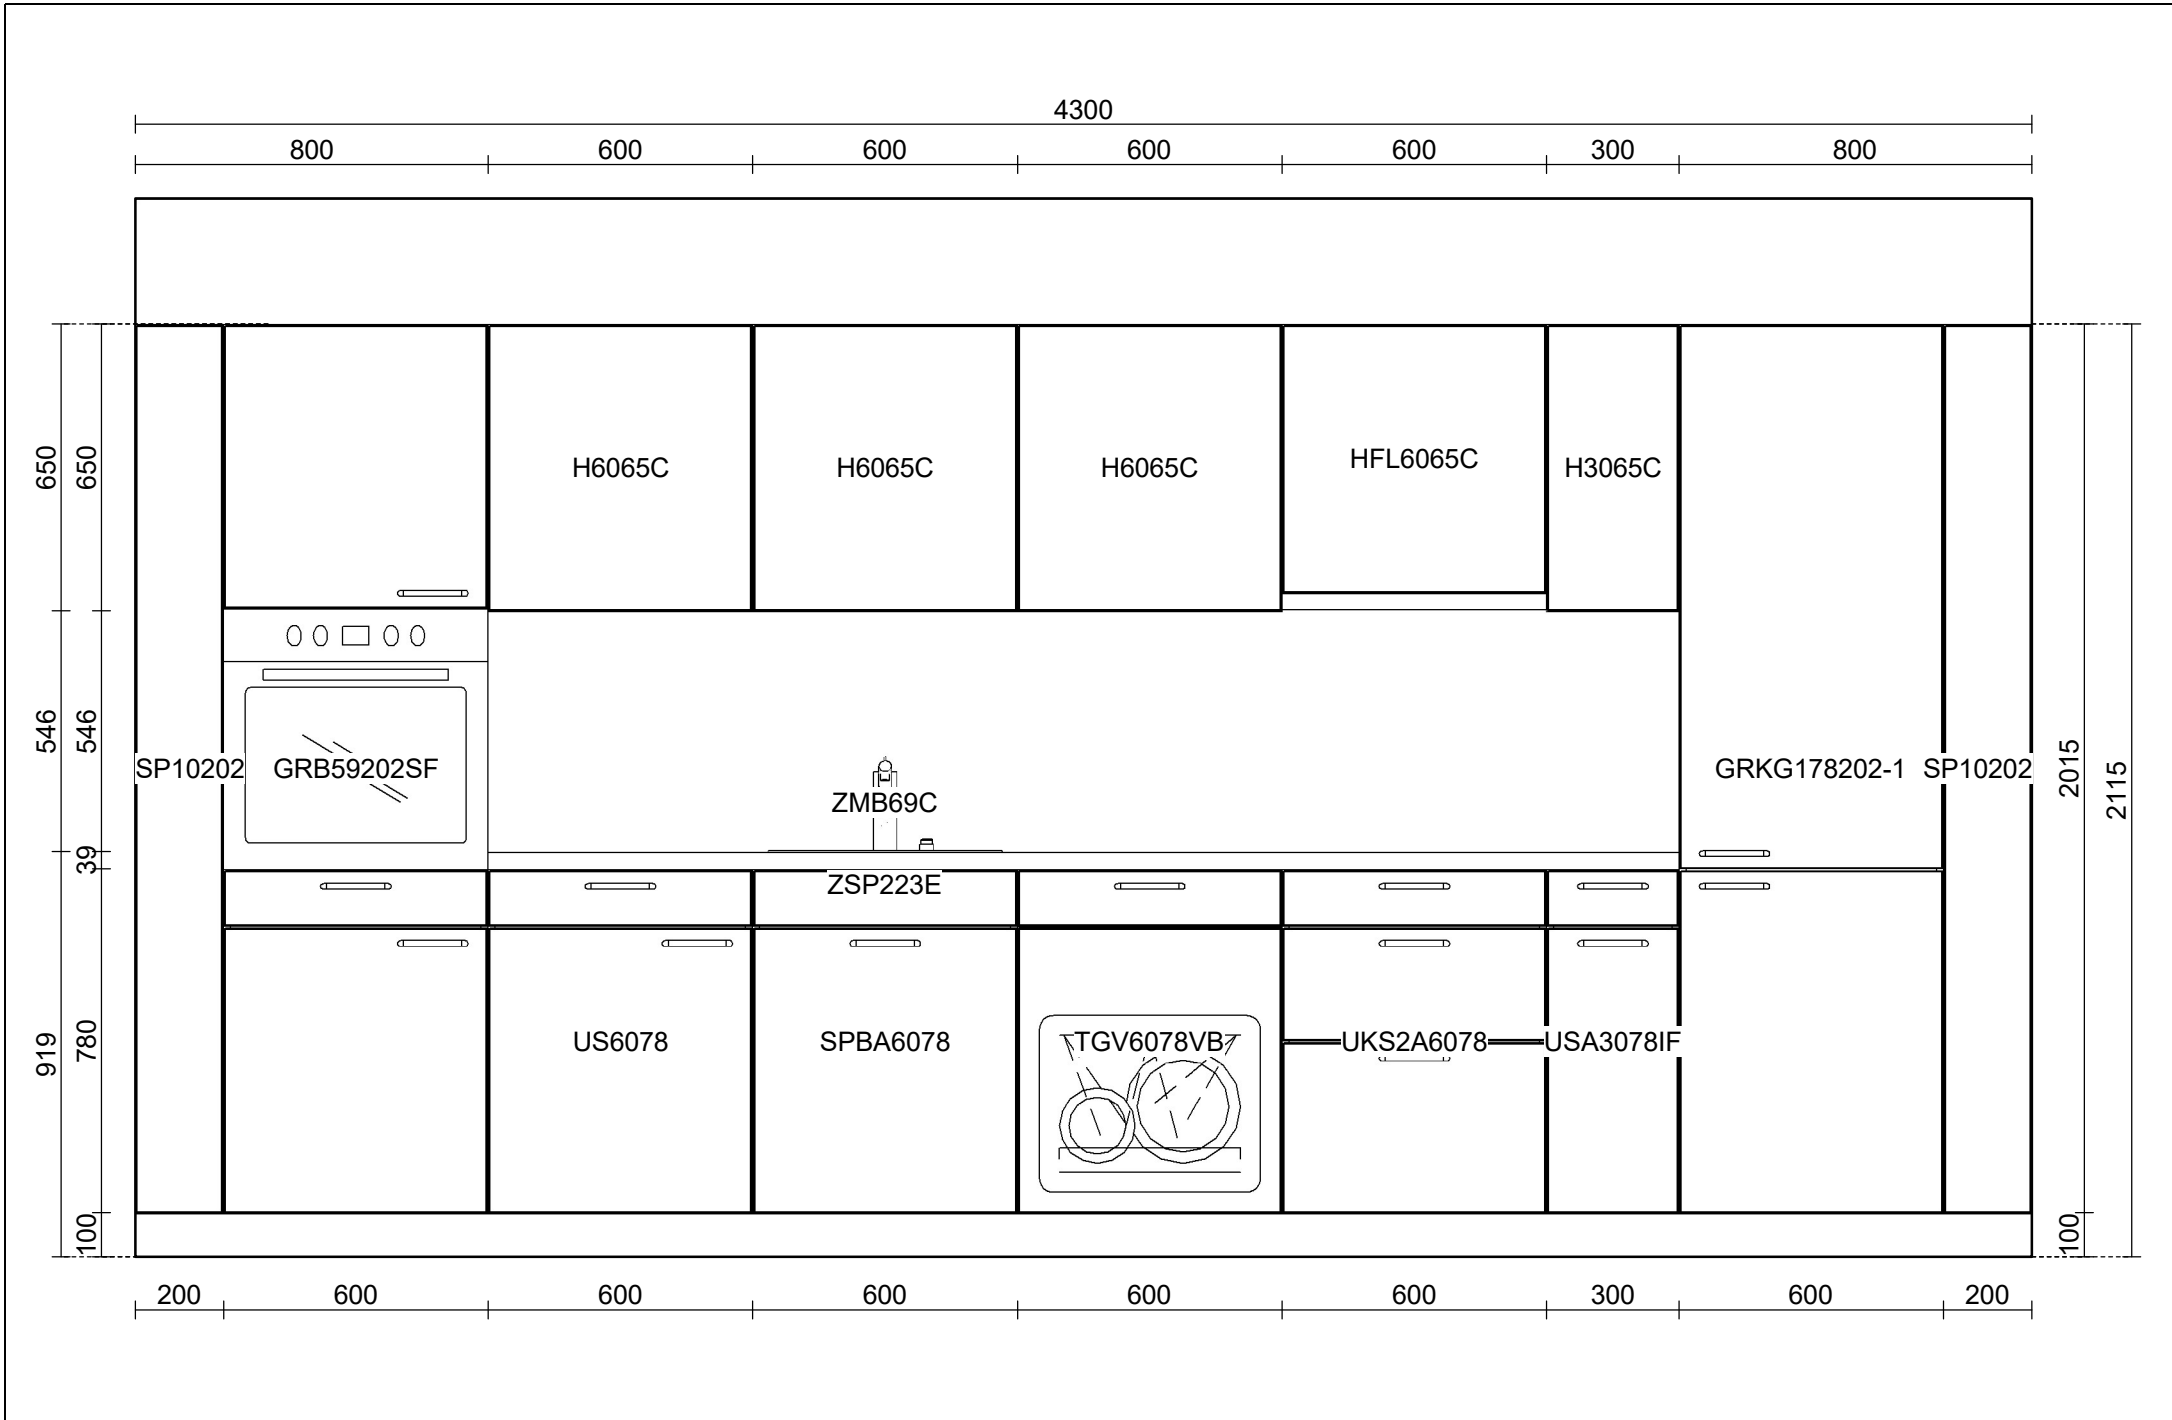 4300
800 600 600 600 600 300 800
H6065C H6065C H6065C HFL6065C H3065C
650 650
546 546
SP10202 GRB59202SF ZMB69C GRKG178202-1 SP10202
2015
2115
39
ZSP223E
919 780
US6078 SPBA6078 TGV6078VB UKS2A6078 USA3078IF
100 100
200 600 600 600 600 600 300 600 200